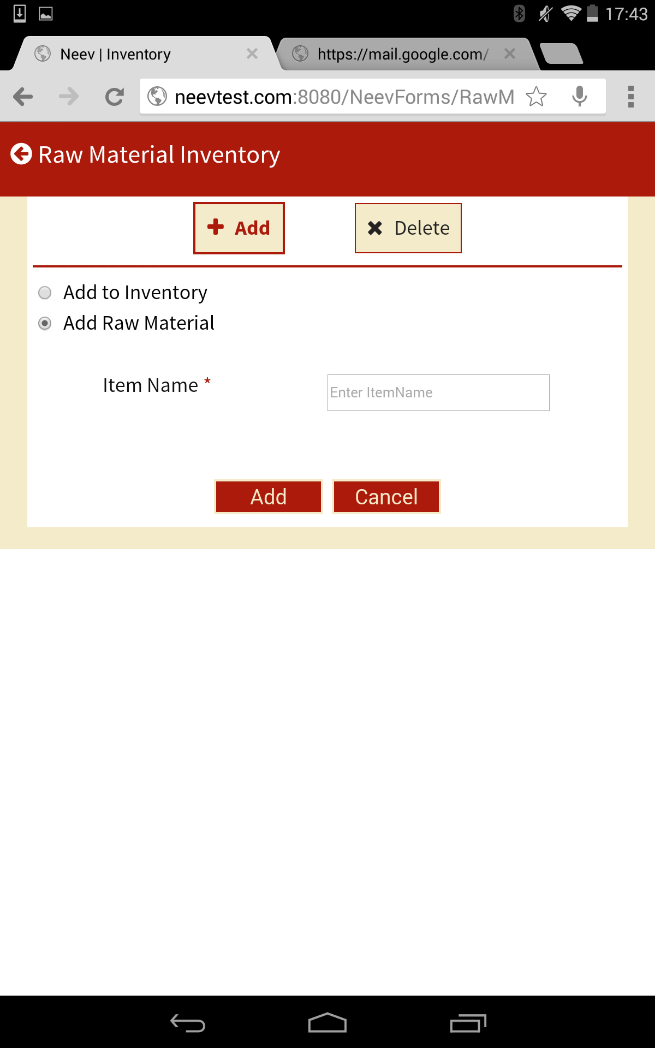 17:43
Neev | Inventory
https://mail.google.com/
neevtest.com:8080/NeevForms/RawM
Raw Material Inventory
Add
Delete
Add to Inventory
Add Raw Material
Item Name *
Enter ItemName
Add
Cancel